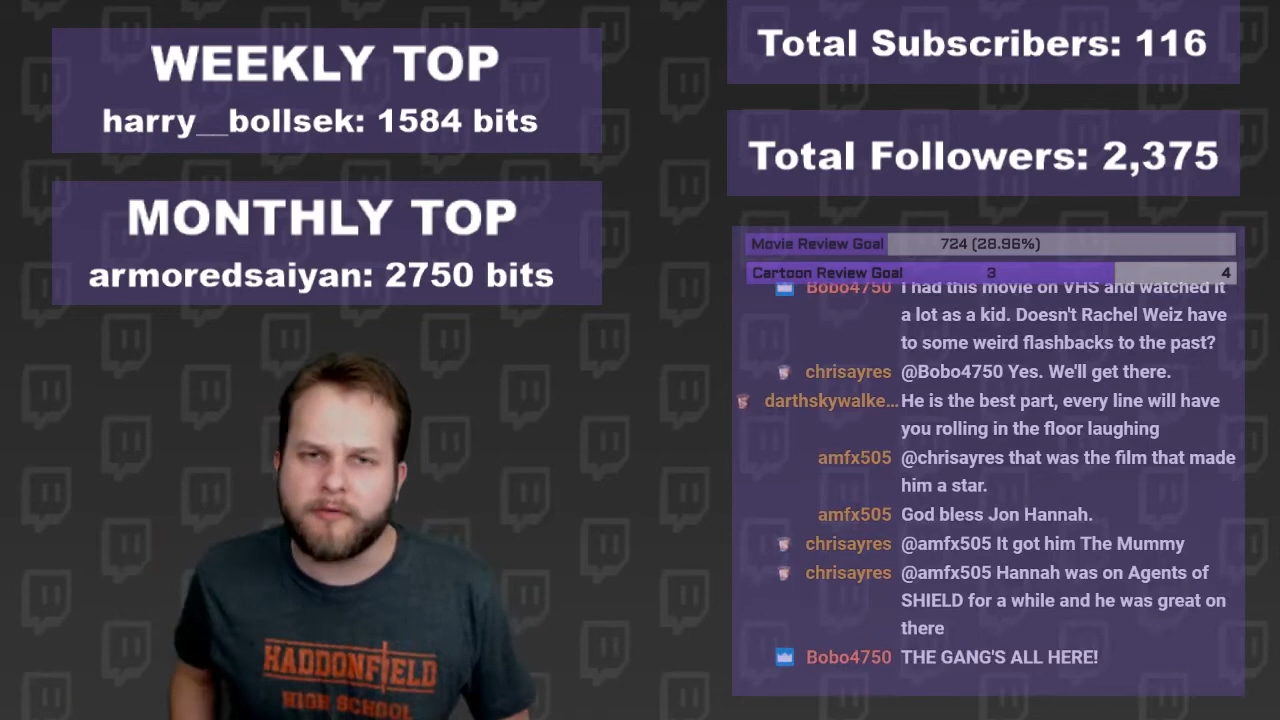 WEEKLY TOP
harry__bollsek: 1584 bits
MONTHLY TOP
armoredsaiyan: 2750 bits
Total Subscribers: 116
Total Followers: 2,375
Movie Review Goal 724 (28.96%)
Cartoon Review Goal 3 4
Bobo4750 I had this movie on VHS and watched it
a lot as a kid. Doesn't Rachel Weiz have
to some weird flashbacks to the past?
chrisayres @Bobo4750 Yes. We'll get there.
darthskywalke... He is the best part, every line will have
you rolling in the floor laughing
amfx505 @chrisayres that was the film that made
him a star.
amfx505 God bless Jon Hannah.
chrisayres @amfx505 It got him The Mummy
chrisayres @amfx505 Hannah was on Agents of
SHIELD for a while and he was great on
there
Bobo4750 THE GANG'S ALL HERE!
HADDONFIELD
HIGH SCHOOL